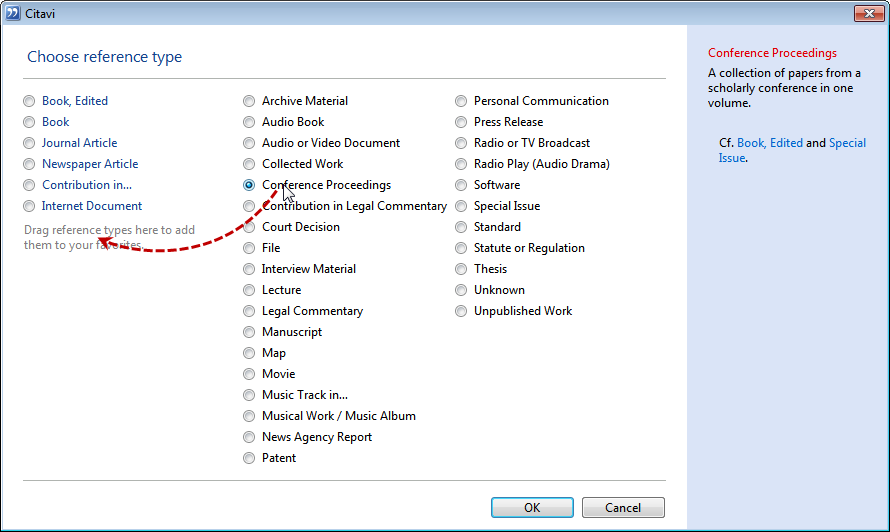 Citavi
Choose reference type
Book, Edited
Book
Journal Article
Newspaper Article
Contribution in...
Internet Document
Drag reference types here to add
them to your favorites.
Archive Material
Audio Book
Audio or Video Document
Collected Work
Conference Proceedings
Contribution in Legal Commentary
Court Decision
File
Interview Material
Lecture
Legal Commentary
Manuscript
Map
Movie
Music Track in...
Musical Work / Music Album
News Agency Report
Patent
Personal Communication
Press Release
Radio or TV Broadcast
Radio Play (Audio Drama)
Software
Special Issue
Standard
Statute or Regulation
Thesis
Unknown
Unpublished Work
OK
Cancel
Conference Proceedings
A collection of papers from a
scholarly conference in one
volume.
Cf. Book, Edited and Special
Issue.